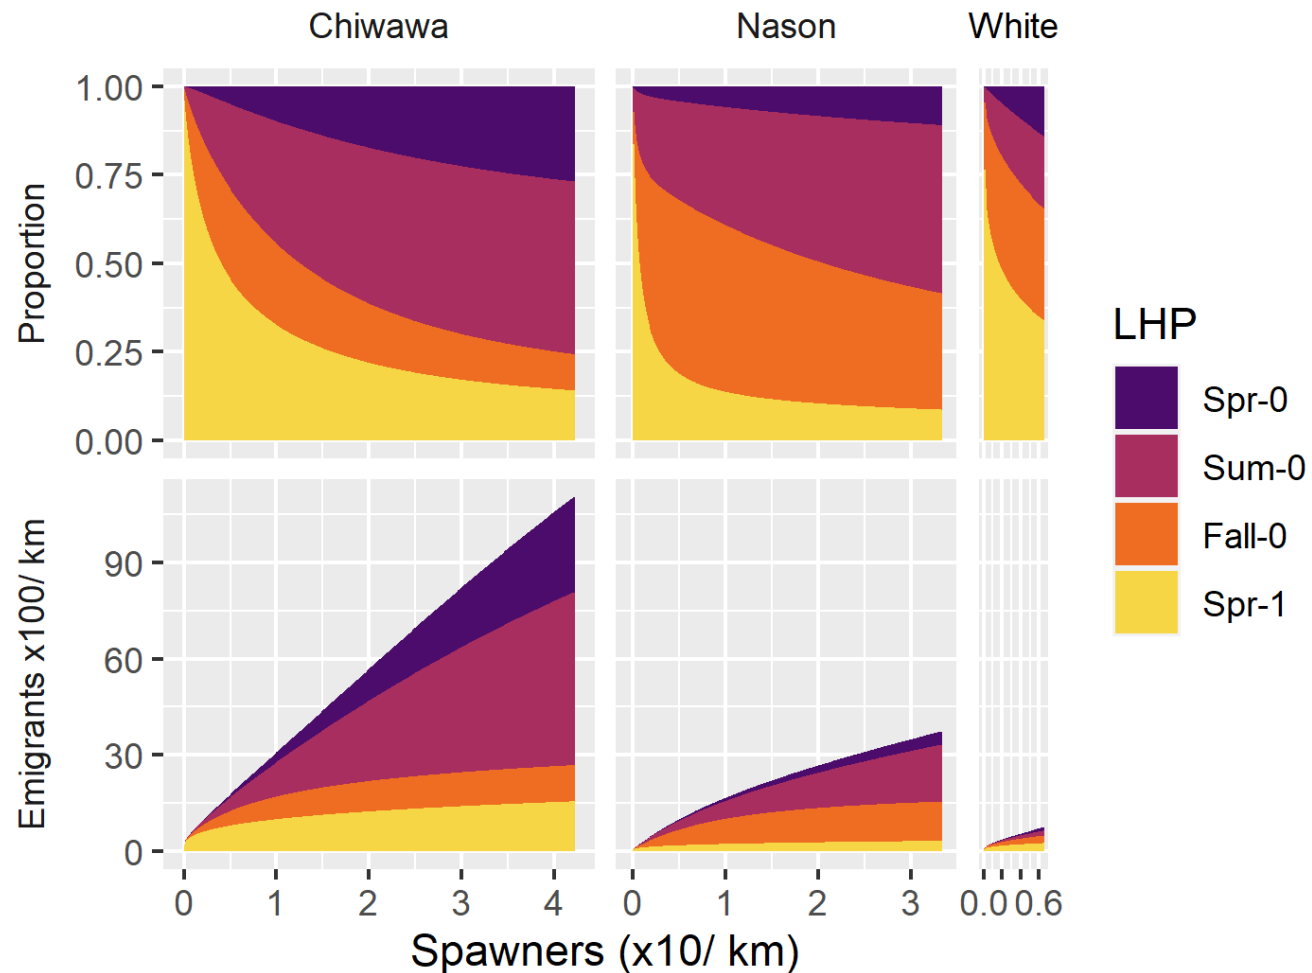 Chiwawa Nason White
1.00
0.75
0.50
0.25
0.00
Proportion
90
60
30
0
Emigrants x100/ km
0 1 2 3 4 0 1 2 3 0.0 0.6
Spawners (x10/ km)
LHP
Spr-0
Sum-0
Fall-0
Spr-1